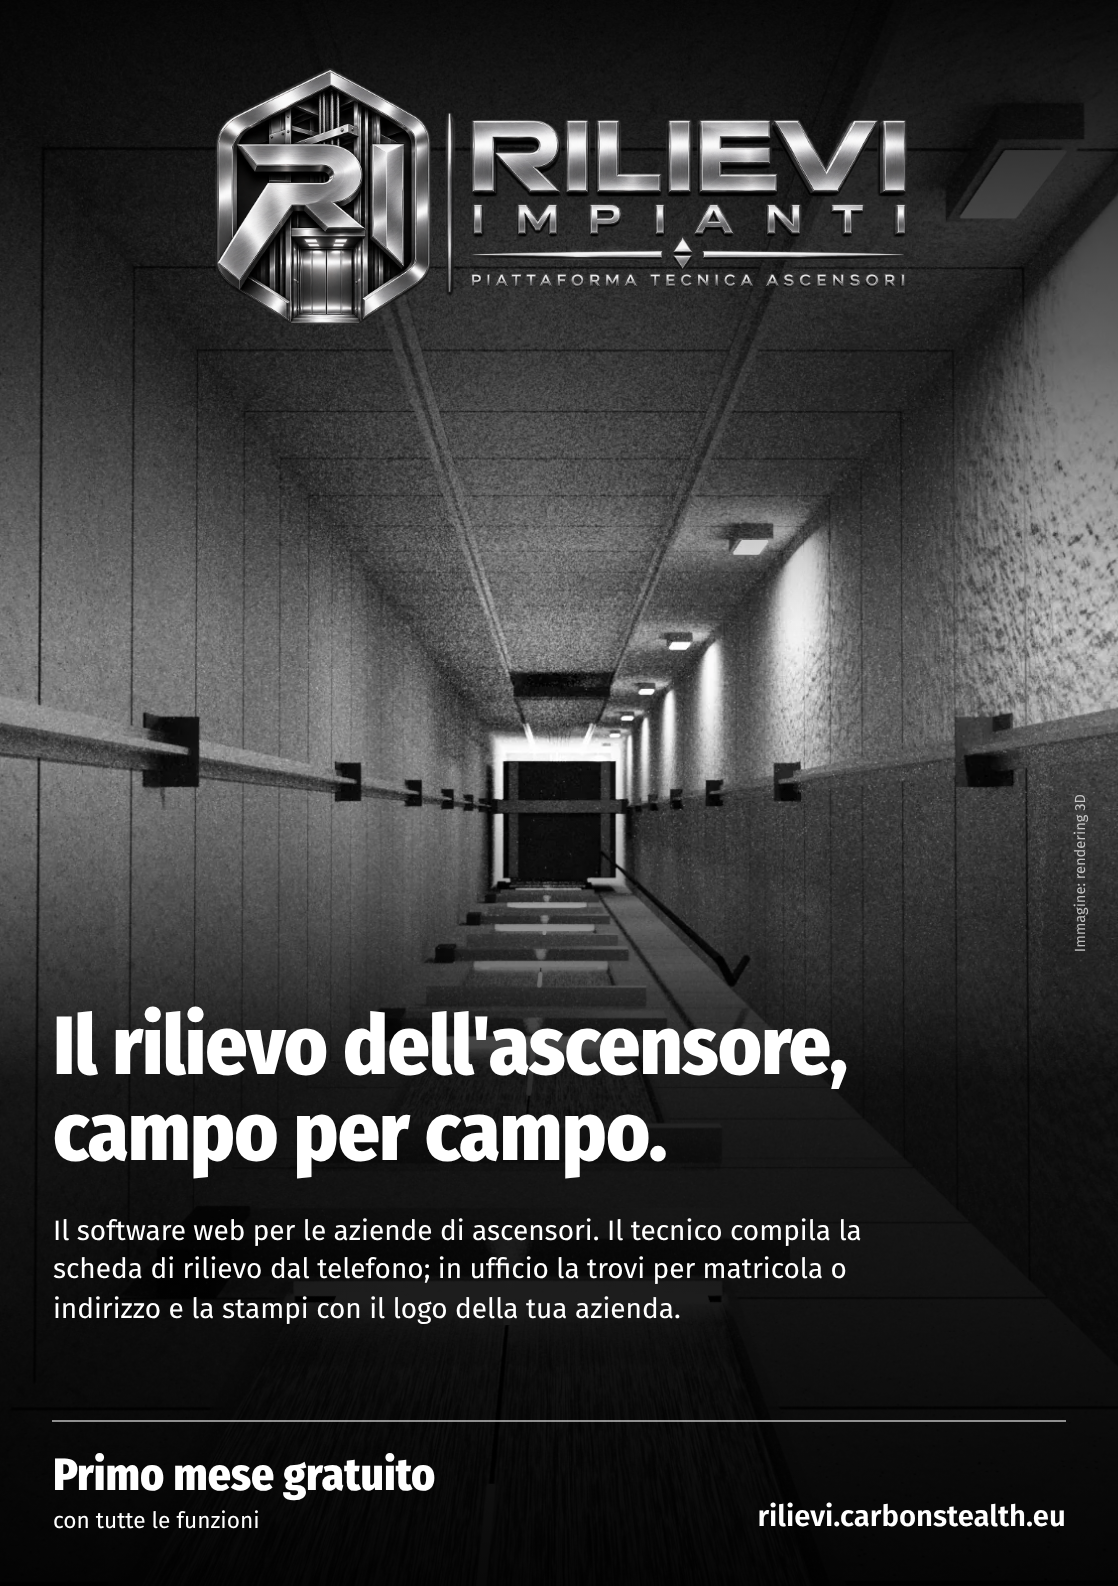 RI
RILIEVI
IMPIANTI
PIATTAFORMA TECNICA ASCENSORI
Immagine: rendering 3D
Il rilievo dell'ascensore,
campo per campo.
Il software web per le aziende di ascensori. Il tecnico compila la
scheda di rilievo dal telefono; in ufficio la trovi per matricola o
indirizzo e la stampi con il logo della tua azienda.
Primo mese gratuito
con tutte le funzioni
rilievi.carbonstealth.eu